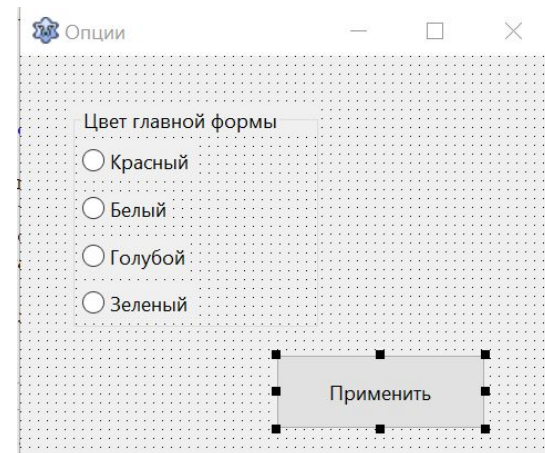 Опции
Цвет главной формы
Красный
Белый
Голубой
Зеленый
Применить